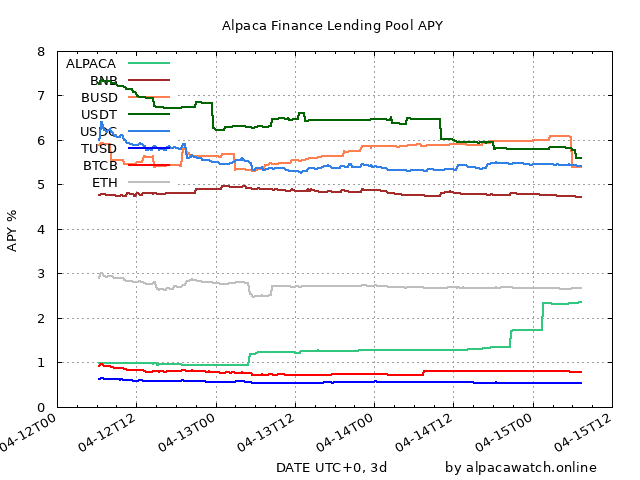 Alpaca Finance Lending Pool APY
8
7
6
5
4
3
2
1
0
APY %
ALPACA
BNB
BUSD
USDT
USDC
TUSD
BTCB
ETH
04-12T00
04-12T12
04-13T00
04-13T12
04-14T00
04-14T12
04-15T00
04-15T12
DATE UTC+0, 3d
by alpacawatch.online